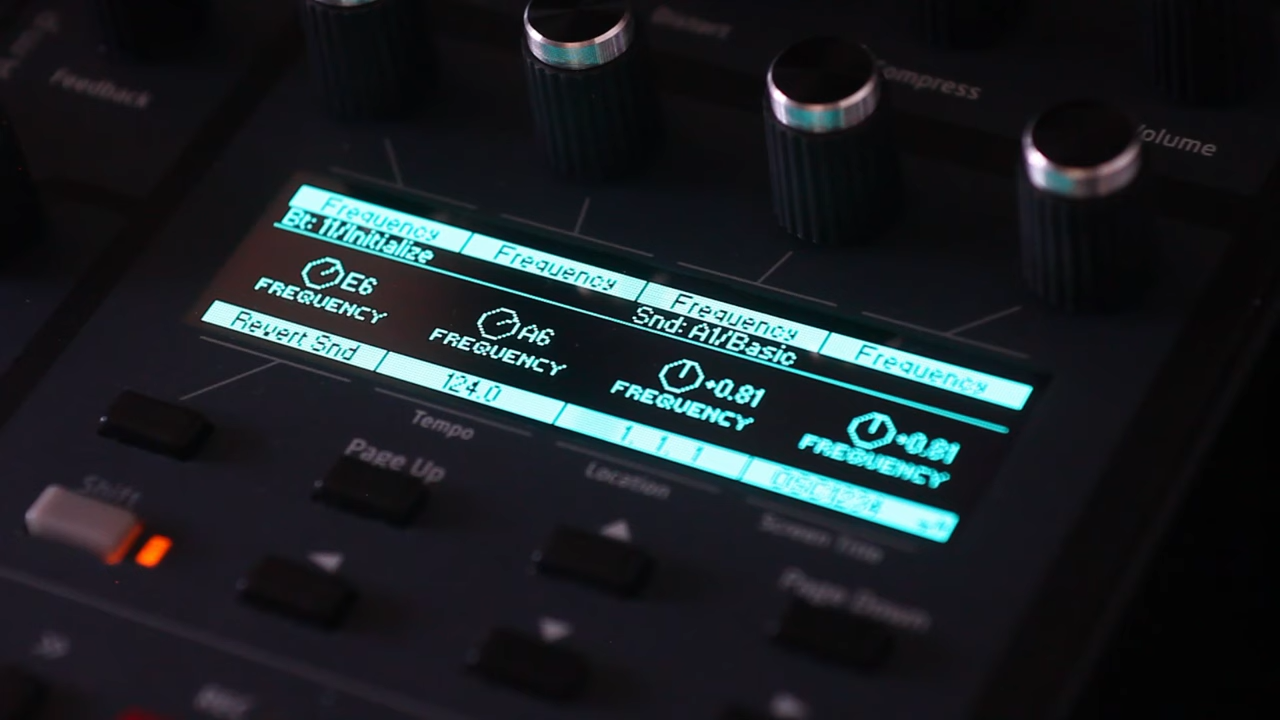 Feedback
Distort
Compress
Volume
Frequency Frequency Frequency Frequency
Bt: 11/Initialize Snd: A1/Basic
E6 A6 +0.81 +0.81
FREQUENCY FREQUENCY FREQUENCY FREQUENCY
Revert Snd 124.0 1. 1. 1
Tempo Location Screen Title
Shift Page Up Page Down